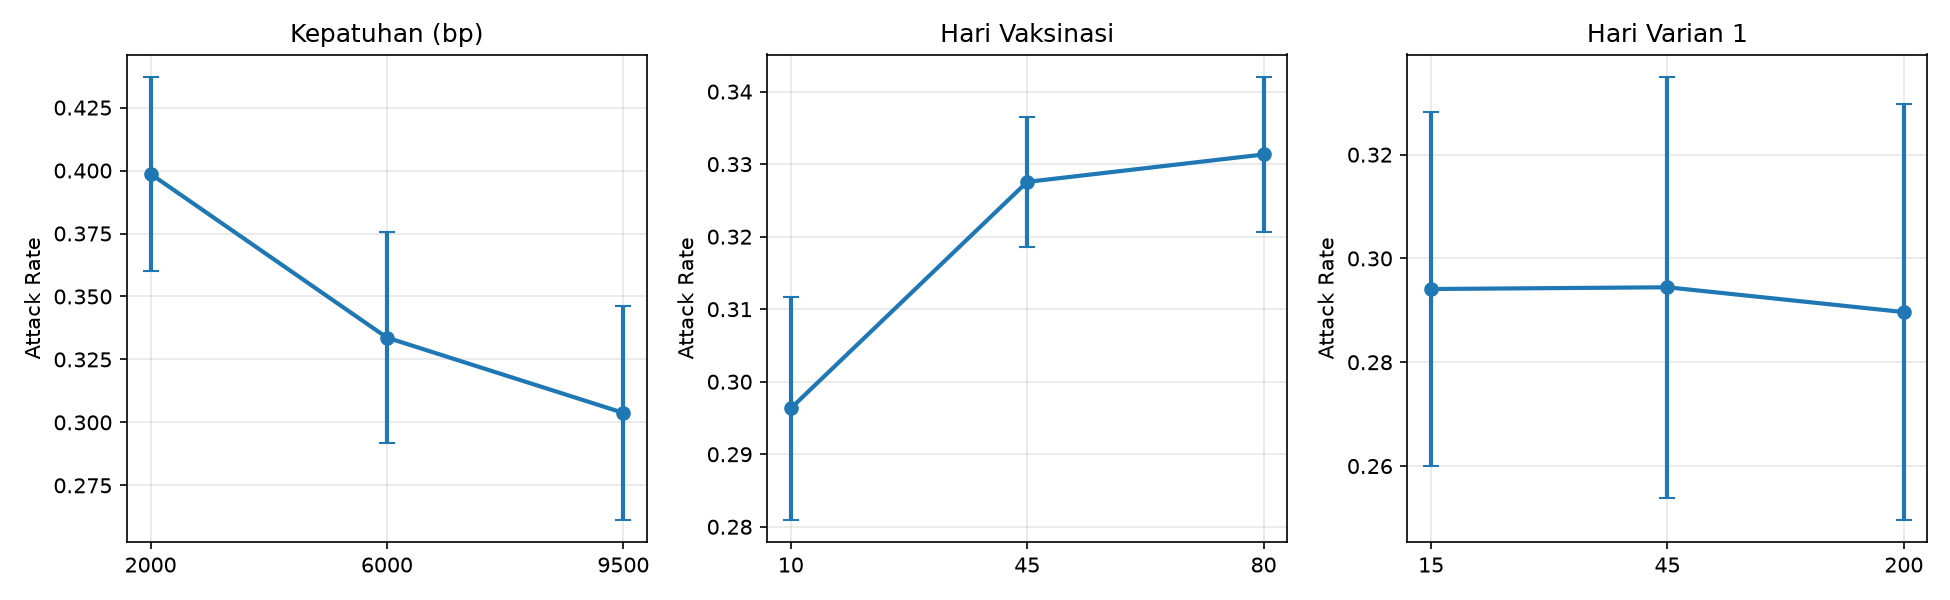 Kepatuhan (bp)
Attack Rate
0.425
0.400
0.375
0.350
0.325
0.300
0.275
2000 6000 9500
Hari Vaksinasi
Attack Rate
0.34
0.33
0.32
0.31
0.30
0.29
0.28
10 45 80
Hari Varian 1
Attack Rate
0.32
0.30
0.28
0.26
15 45 200